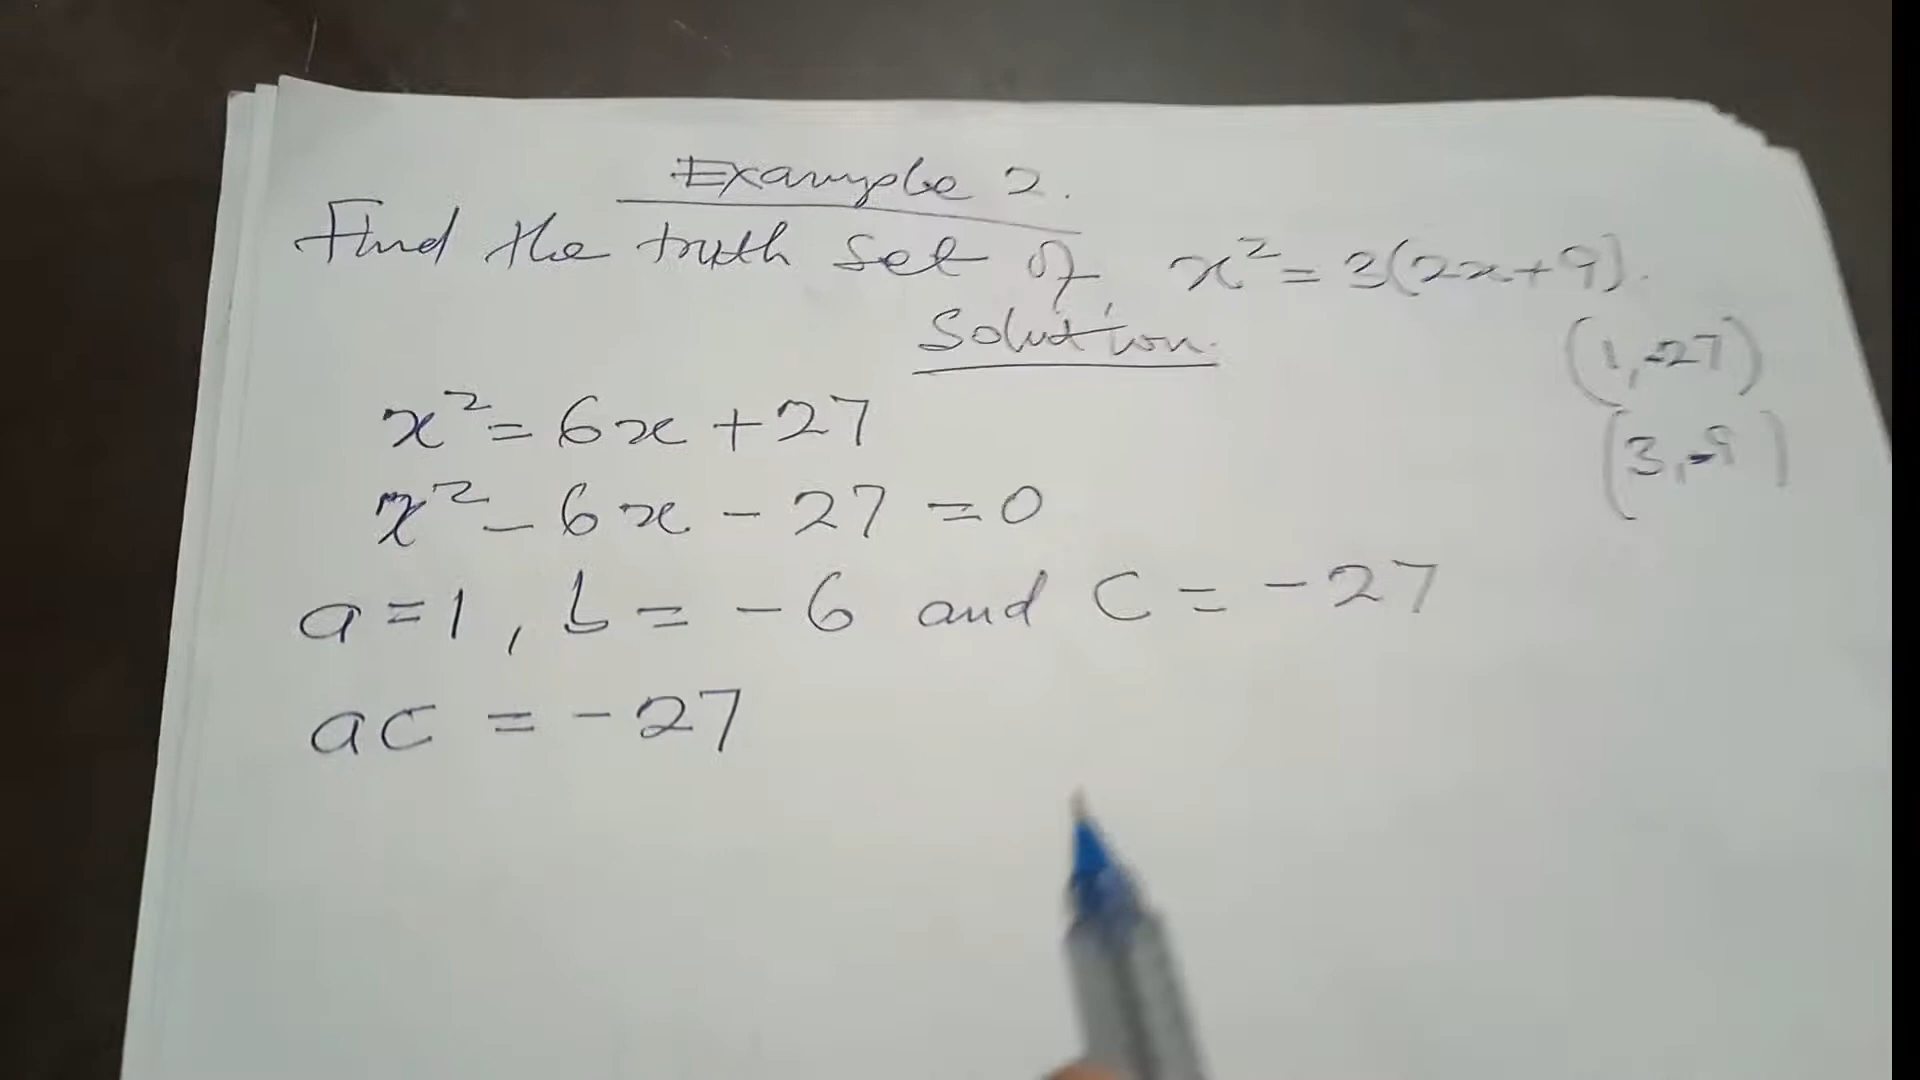 Example 2.
Find the truth set of x² = 3(2x+9).
Solution.
(1,-27)
x² = 6x + 27
(3,-9)
x² - 6x - 27 = 0
a = 1, b = -6 and c = -27
ac = -27